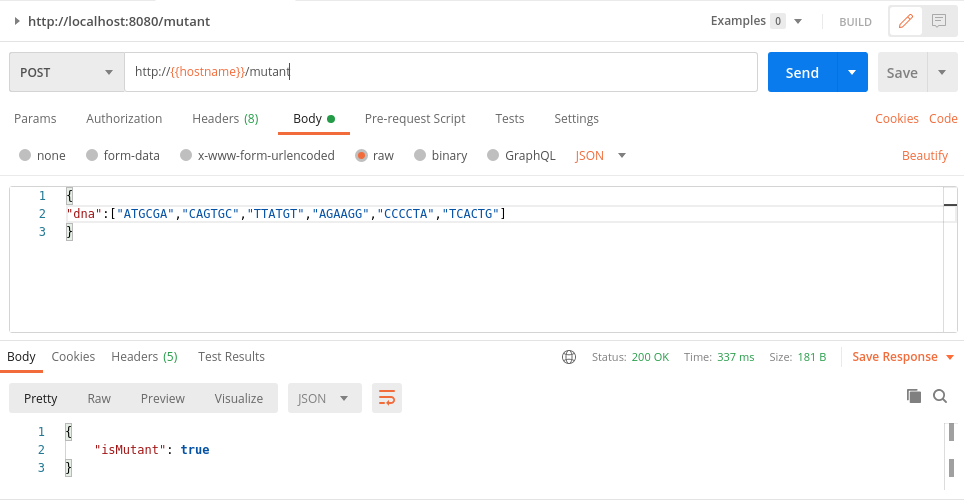 http://localhost:8080/mutant Examples 0 BUILD
POST http://{{hostname}}/mutant Send Save
Params Authorization Headers (8) Body Pre-request Script Tests Settings Cookies Code
none form-data x-www-form-urlencoded raw binary GraphQL JSON Beautify
1 {
2 "dna":["ATGCGA","CAGTGC","TTATGT","AGAAGG","CCCCTA","TCACTG"]
3 }
Body Cookies Headers (5) Test Results Status: 200 OK Time: 337 ms Size: 181 B Save Response
Pretty Raw Preview Visualize JSON
1 {
2 "isMutant": true
3 }